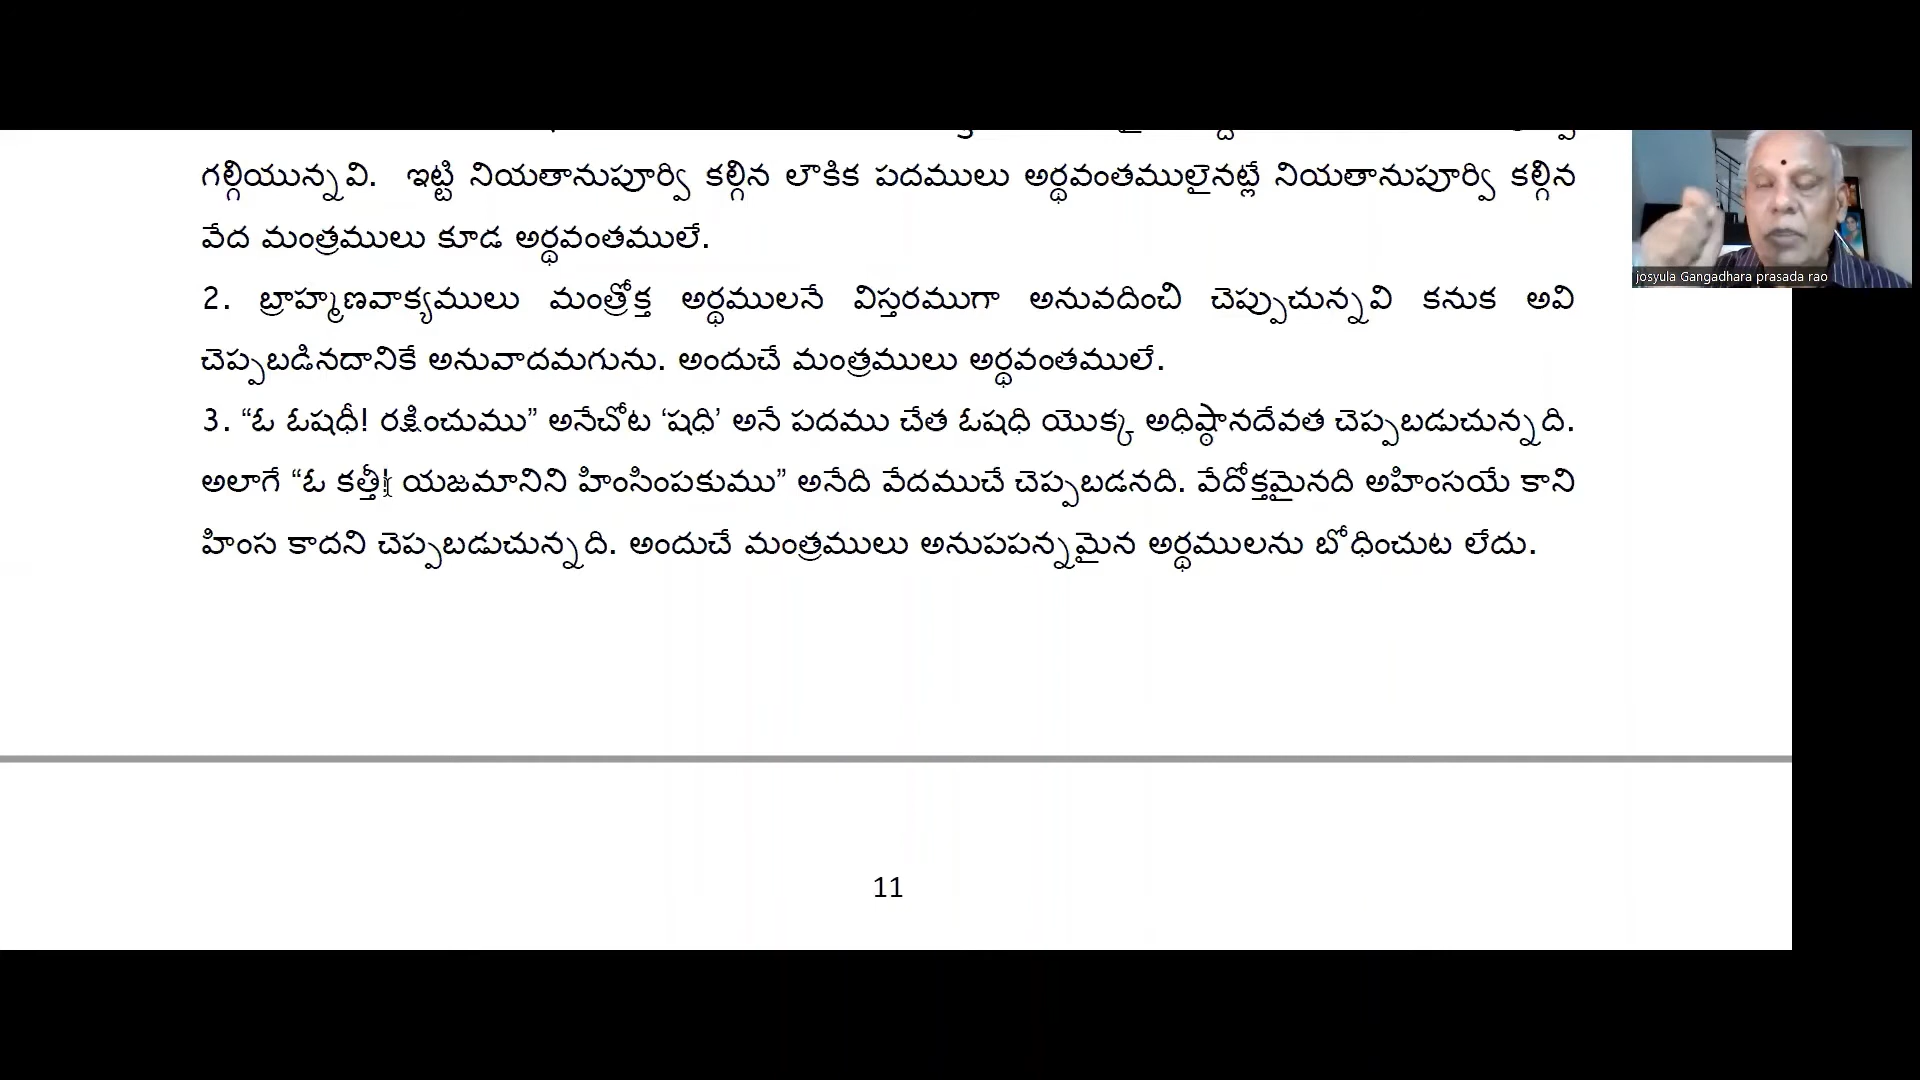 గల్గియున్నవి. ఇట్టి నియతానుపూర్వి కల్గిన లౌకిక పదములు అర్థవంతములైనట్లే నియతానుపూర్వి కల్గిన
వేద మంత్రములు కూడ అర్థవంతములే.
2. బ్రాహ్మణవాక్యములు మంత్రోక్త అర్థములనే విస్తరముగా అనువదించి చెప్పుచున్నవి కనుక అవి
చెప్పబడినదానికే అనువాదమగును. అందుచే మంత్రములు అర్థవంతములే.
3. “ఓ ఓషధీ! రక్షించుము” అనేచోట ‘షధి’ అనే పదము చేత ఓషధి యొక్క అధిష్ఠానదేవత చెప్పబడుచున్నది.
అలాగే “ఓ కత్తీ! యజమానిని హింసింపకుము” అనేది వేదముచే చెప్పబడనది. వేదోక్తమైనది అహింసయే కాని
హింస కాదని చెప్పబడుచున్నది. అందుచే మంత్రములు అనుపపన్నమైన అర్థములను బోధించుట లేదు.
11
josyula Gangadhara prasada rao